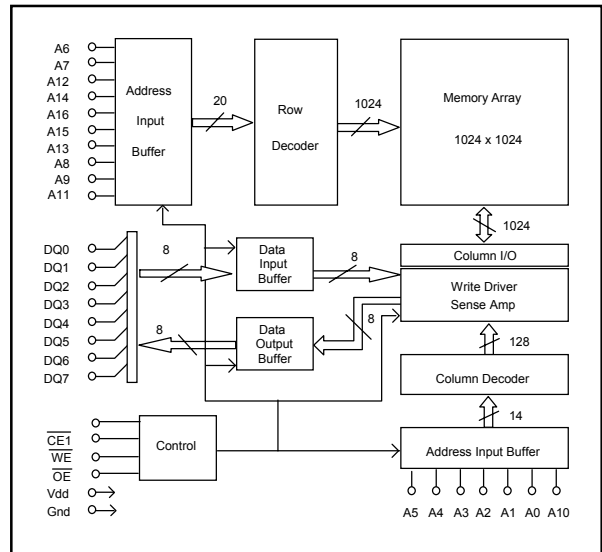 A6
A7
A12
A14
A16
A15
A13
A8
A9
A11
Address
Input
Buffer
20
Row
Decoder
1024
Memory Array
1024 x 1024
1024
DQ0
DQ1
DQ2
DQ3
DQ4
DQ5
DQ6
DQ7
8
Data
Input
Buffer
8
Column I/O
Write Driver
Sense Amp
8
Data
Output
Buffer
8
128
Column Decoder
14
CE1
WE
OE
Vdd
Gnd
Control
Address Input Buffer
A5 A4 A3 A2 A1 A0 A10